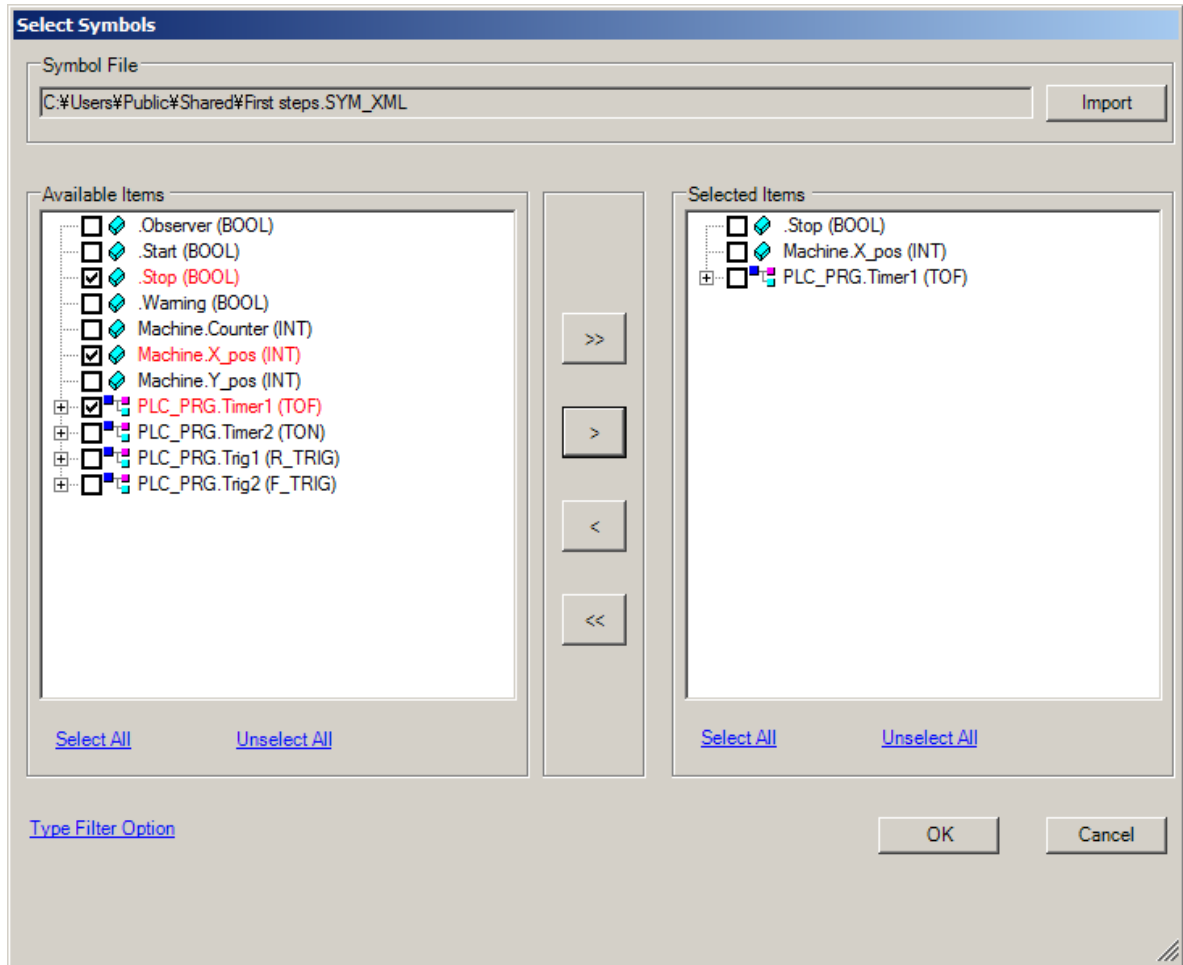 Select Symbols
Symbol File
C:¥Users¥Public¥Shared¥First steps.SYM_XML
Import
Available Items
.Observer (BOOL)
.Start (BOOL)
.Stop (BOOL)
.Warning (BOOL)
Machine.Counter (INT)
Machine.X_pos (INT)
Machine.Y_pos (INT)
PLC_PRG.Timer1 (TOF)
PLC_PRG.Timer2 (TON)
PLC_PRG.Trig1 (R_TRIG)
PLC_PRG.Trig2 (F_TRIG)
Select All
Unselect All
>>
>
<
<<
Selected Items
.Stop (BOOL)
Machine.X_pos (INT)
PLC_PRG.Timer1 (TOF)
Select All
Unselect All
Type Filter Option
OK
Cancel